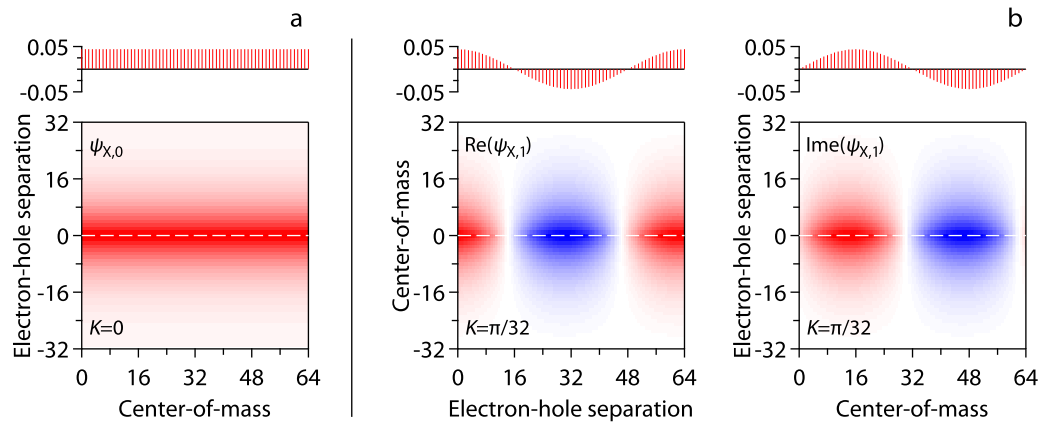 a
b
0.05
-0.05
0.05
-0.05
0.05
-0.05
32
16
0
-16
-32
Electron-hole separation
ψX,0
K=0
0 16 32 48 64
Center-of-mass
32
16
0
-16
-32
Center-of-mass
Re(ψX,1)
K=π/32
0 16 32 48 64
Electron-hole separation
32
16
0
-16
-32
Electron-hole separation
Ime(ψX,1)
K=π/32
0 16 32 48 64
Center-of-mass